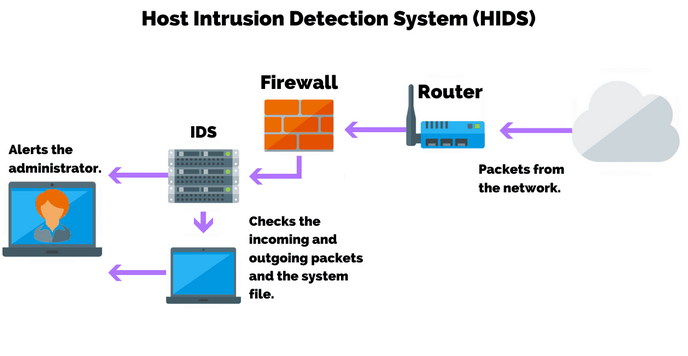 Host Intrusion Detection System (HIDS)
Firewall
Router
IDS
Alerts the
administrator.
Packets from
the network.
Checks the
incoming and
outgoing packets
and the system
file.